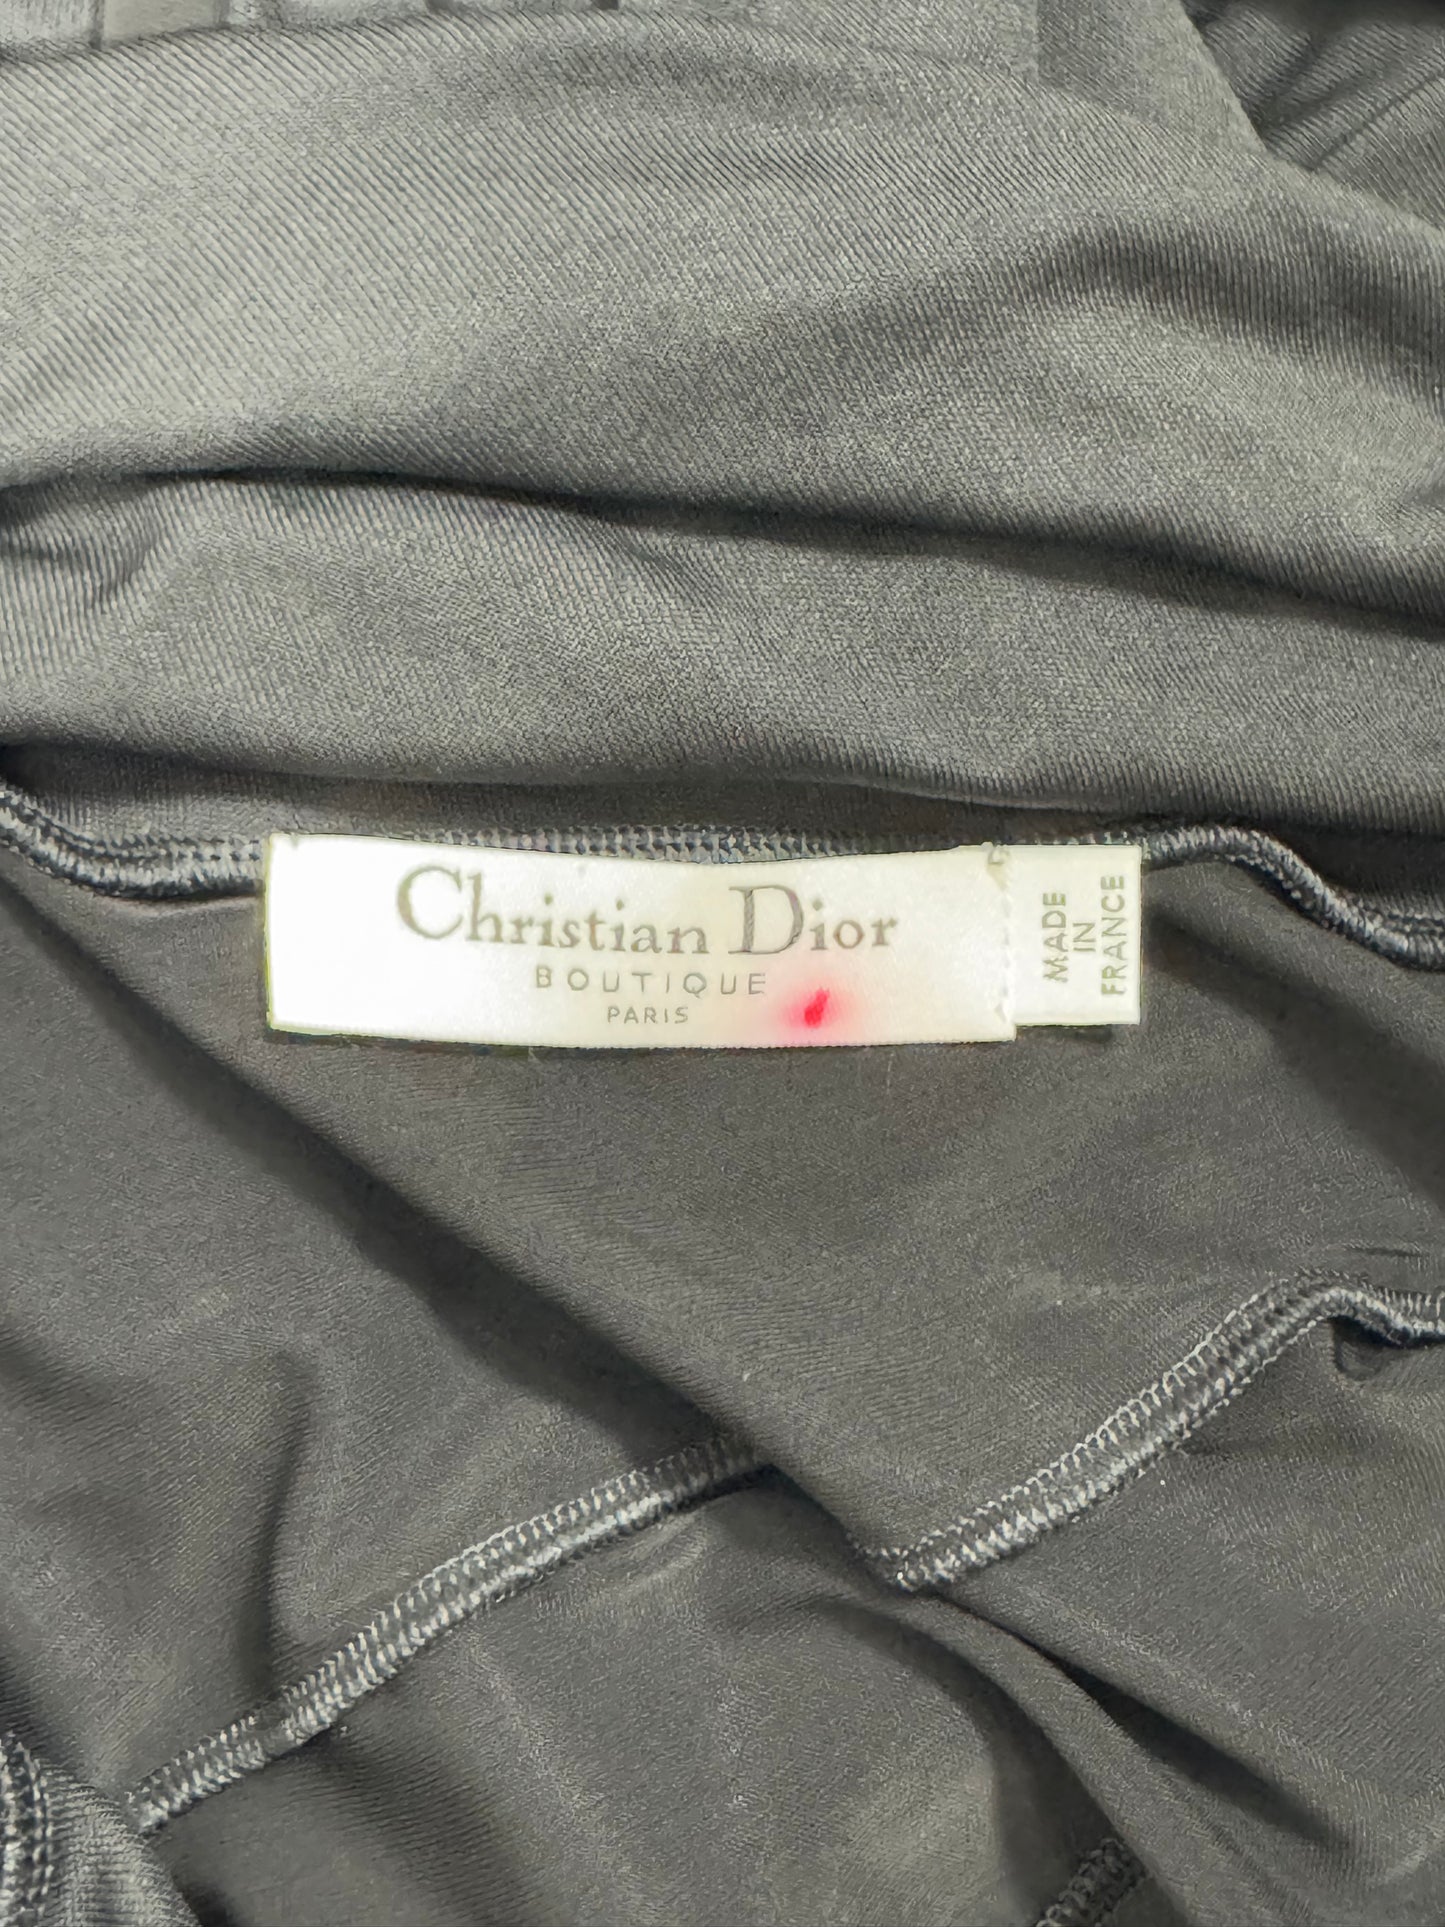 Christian Dior
BOUTIQUE
PARIS
MADE
IN
FRANCE